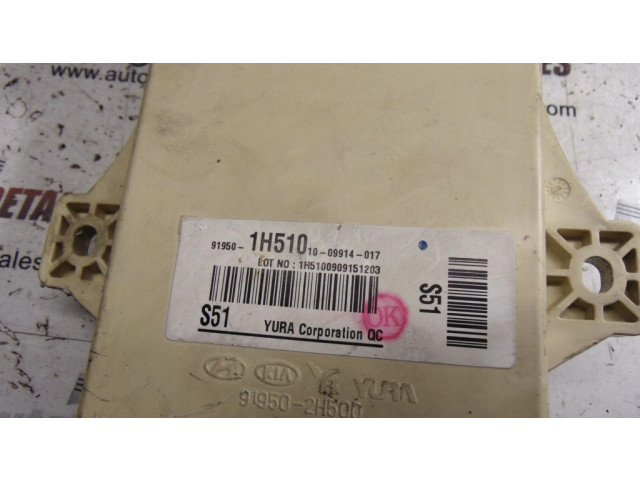 www.auto
91950- 1H510 10-09914-017
LOT NO : 1H5100909151203
S51 YURA Corporation QC
OK
S51
KIA YURA
91950-2H500